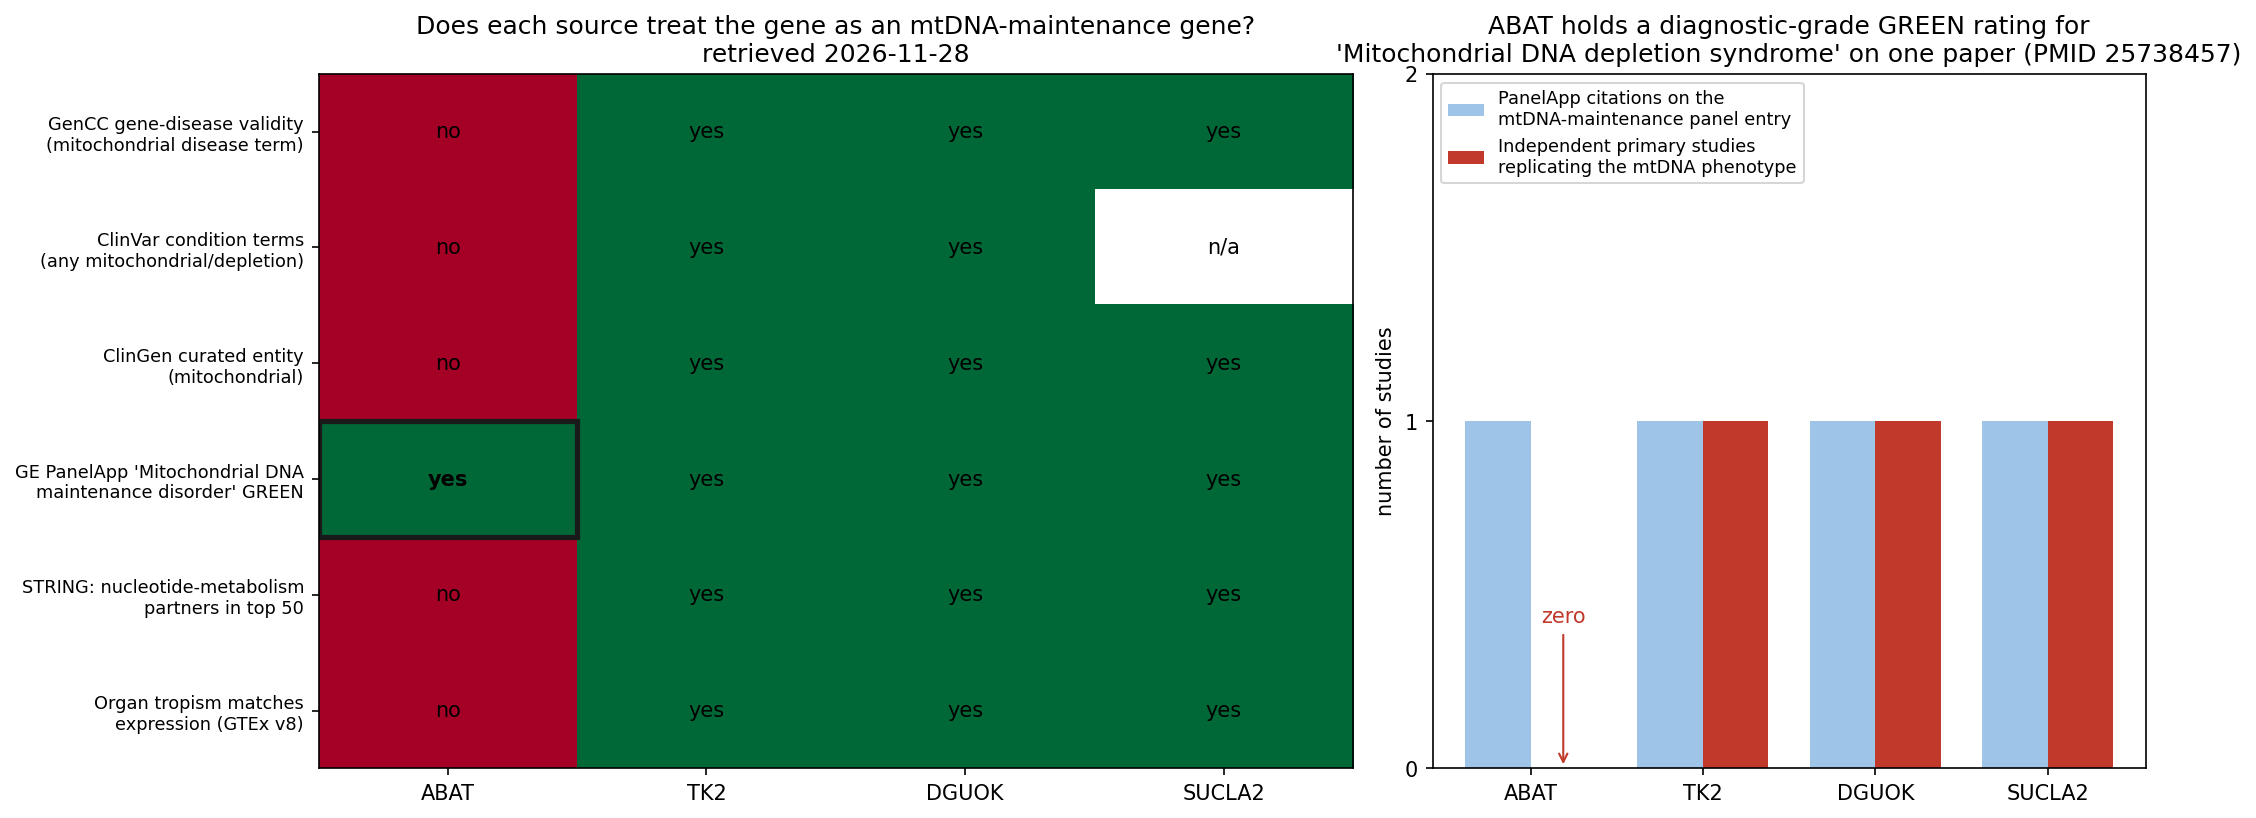 Does each source treat the gene as an mtDNA-maintenance gene?
retrieved 2026-11-28
GenCC gene-disease validity
(mitochondrial disease term)
no
yes
yes
yes
ClinVar condition terms
(any mitochondrial/depletion)
no
yes
yes
n/a
ClinGen curated entity
(mitochondrial)
no
yes
yes
yes
GE PanelApp 'Mitochondrial DNA
maintenance disorder' GREEN
yes
yes
yes
yes
STRING: nucleotide-metabolism
partners in top 50
no
yes
yes
yes
Organ tropism matches
expression (GTEx v8)
no
yes
yes
yes
ABAT
TK2
DGUOK
SUCLA2
ABAT holds a diagnostic-grade GREEN rating for
'Mitochondrial DNA depletion syndrome' on one paper (PMID 25738457)
PanelApp citations on the
mtDNA-maintenance panel entry
Independent primary studies
replicating the mtDNA phenotype
number of studies
2
1
0
zero
ABAT
TK2
DGUOK
SUCLA2